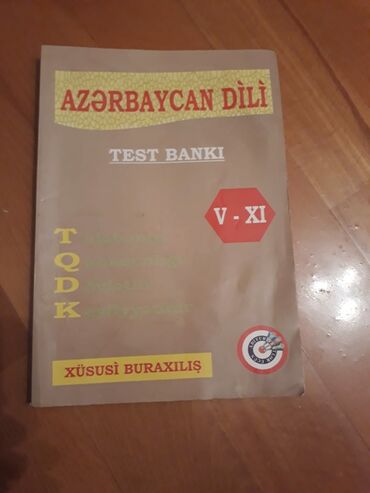 AZƏRBAYCAN DİLİ
TEST BANKI
V - XI
T
Q
D
K
XÜSUSİ BURAXILIŞ